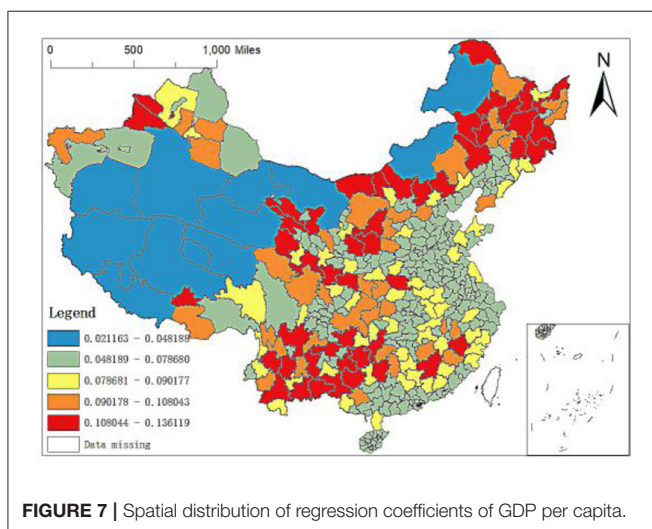 0 500 1,000 Miles
N
Legend
0.021163 - 0.048188
0.048189 - 0.078680
0.078681 - 0.090177
0.090178 - 0.108043
0.108044 - 0.136119
Data missing
FIGURE 7 | Spatial distribution of regression coefficients of GDP per capita.